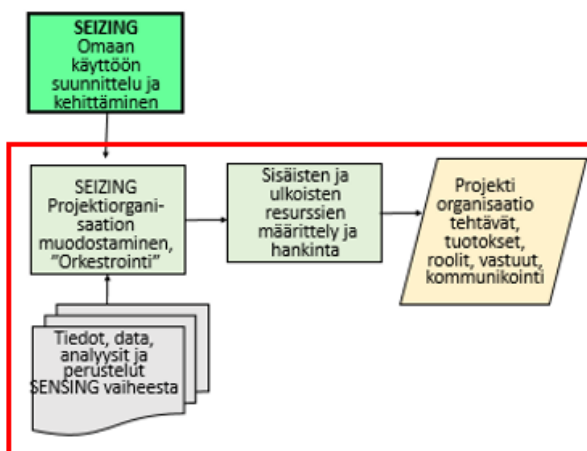 SEIZING
Omaan
käyttöön
suunnittelu ja
kehittäminen
SEIZING
Projektiorgani-
saation
muodostaminen,
”Orkestrointi”
Sisäisten ja
ulkoisten
resurssien
määrittely ja
hankinta
Projekti
organisaatio
tehtävät,
tuotokset,
roolit, vastuut,
kommunikointi
Tiedot, data,
analyysit ja
perustelut
SENSING vaiheesta